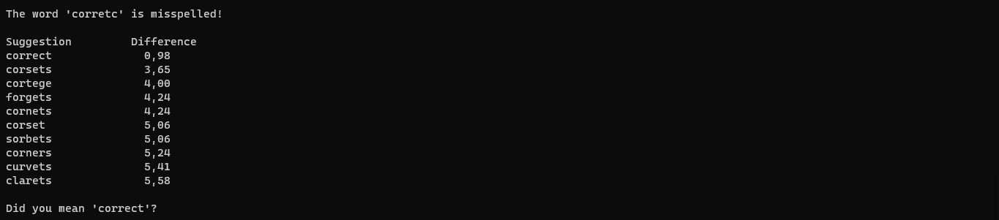 The word 'corretc' is misspelled!
Suggestion Difference
correct 0,98
corsets 3,65
cortege 4,00
forgets 4,24
cornets 4,24
corset 5,06
sorbets 5,06
corners 5,24
curvets 5,41
clarets 5,58
Did you mean 'correct'?